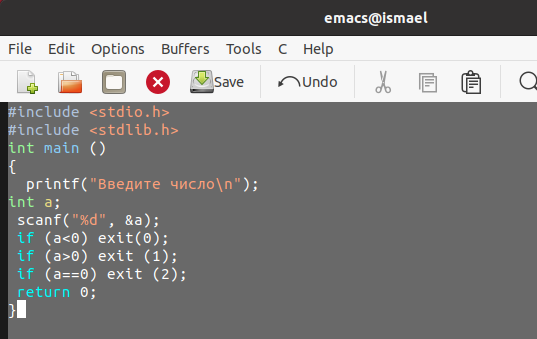 emacs@ismael
File Edit Options Buffers Tools C Help
Save Undo
#include <stdio.h>
#include <stdlib.h>
int main ()
{
  printf("Введите число\n");
int a;
 scanf("%d", &a);
 if (a<0) exit(0);
 if (a>0) exit (1);
 if (a==0) exit (2);
 return 0;
}